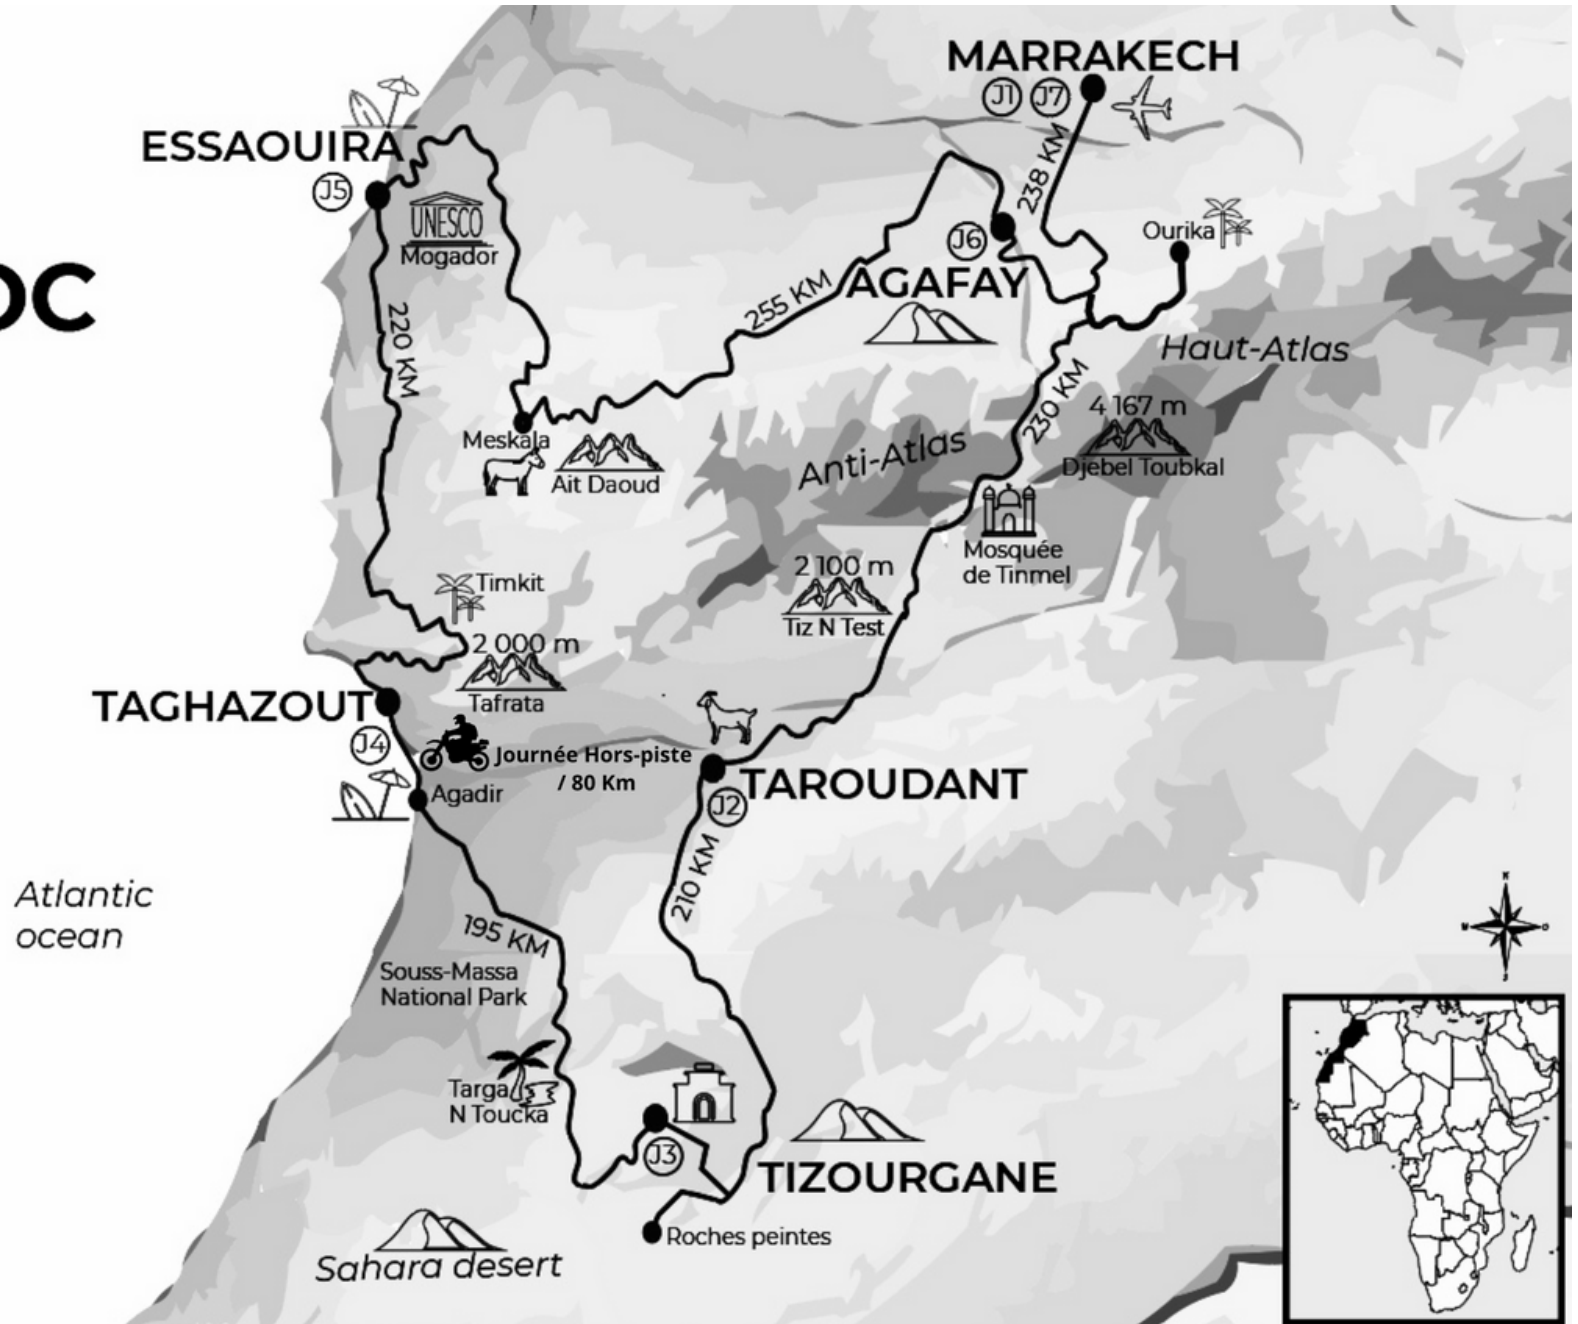 MARRAKECH
J1 J7
238 KM
ESSAOUIRA
J5
UNESCO
Mogador
OC
220 KM
J6
AGAFAY
255 KM
Ourika
Haut-Atlas
230 KM
4 167 m
Djebel Toubkal
Meskala
Ait Daoud
Anti-Atlas
Mosquée
de Tinmel
2 100 m
Tiz N Test
Timkit
2 000 m
Tafrata
TAGHAZOUT
J4
Journée Hors-piste
/ 80 Km
Agadir
TAROUDANT
J2
210 KM
Atlantic
ocean
195 KM
Souss-Massa
National Park
Targa
N Toucka
J3
TIZOURGANE
Roches peintes
Sahara desert